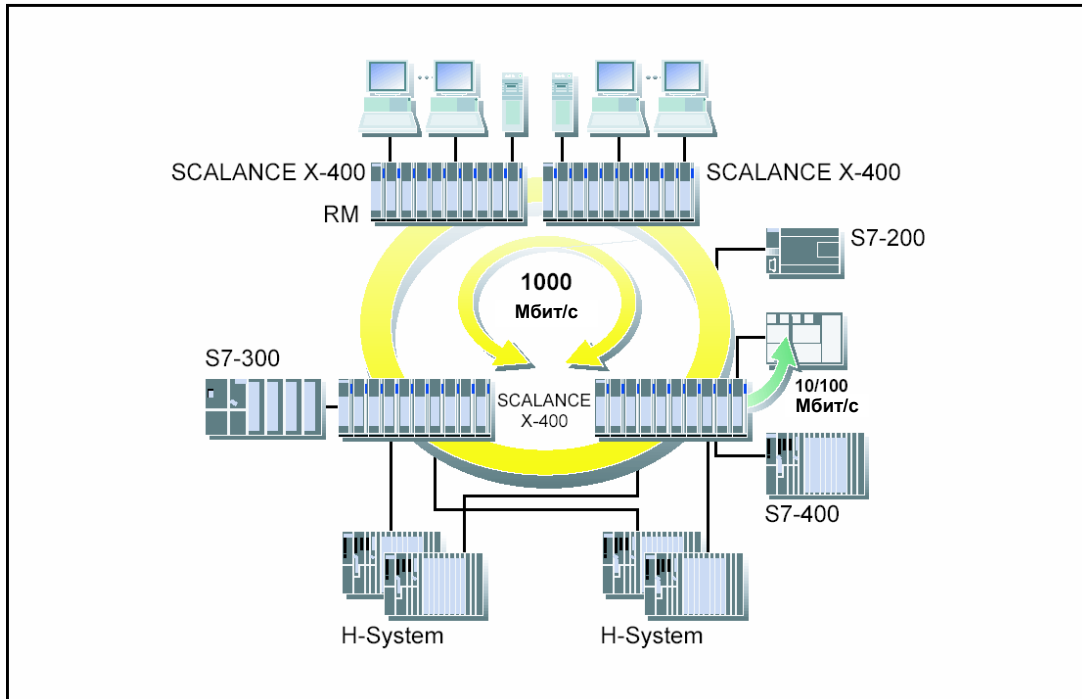 SCALANCE X-400
SCALANCE X-400
RM
S7-200
1000
Мбит/с
S7-300
10/100
Мбит/с
SCALANCE
X-400
S7-400
H-System
H-System